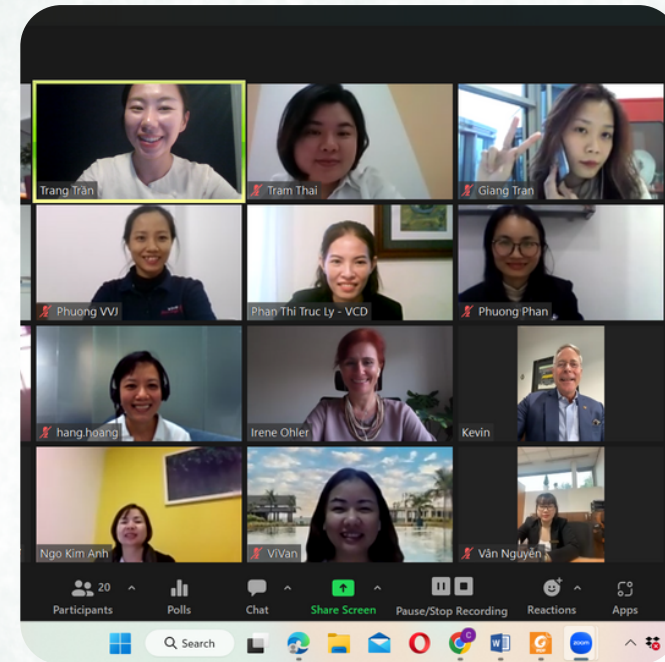 Trang Trần
Tram Thai
Giang Tran
Phuong VVJ
Phan Thi Truc Ly - VCD
Phuong Phan
hang.hoang
Irene Ohler
Kevin
Ngo Kim Anh
ViVan
Vân Nguyễn
20
Participants
Polls
Chat
Share Screen
Pause/Stop Recording
Reactions
Apps
Search
C
W
zoom